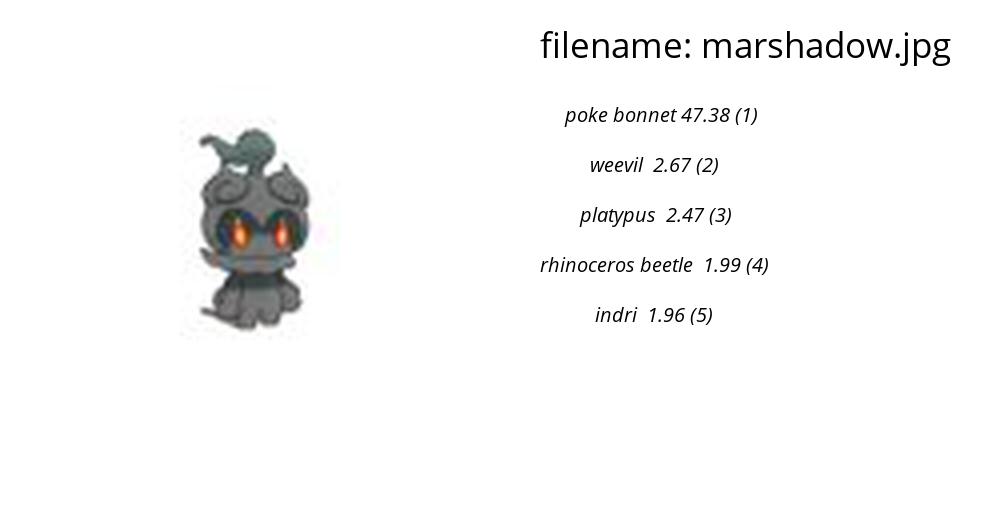 filename: marshadow.jpg
poke bonnet 47.38 (1)
weevil 2.67 (2)
platypus 2.47 (3)
rhinoceros beetle 1.99 (4)
indri 1.96 (5)